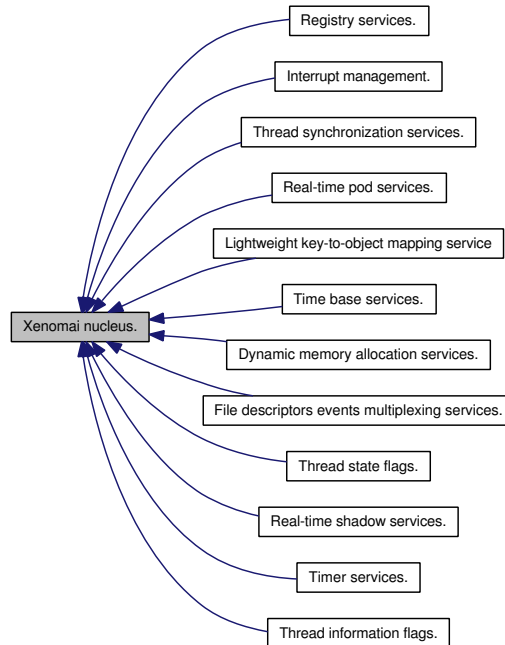 Registry services.
Interrupt management.
Thread synchronization services.
Real-time pod services.
Lightweight key-to-object mapping service
Time base services.
Xenomai nucleus.
Dynamic memory allocation services.
File descriptors events multiplexing services.
Thread state flags.
Real-time shadow services.
Timer services.
Thread information flags.